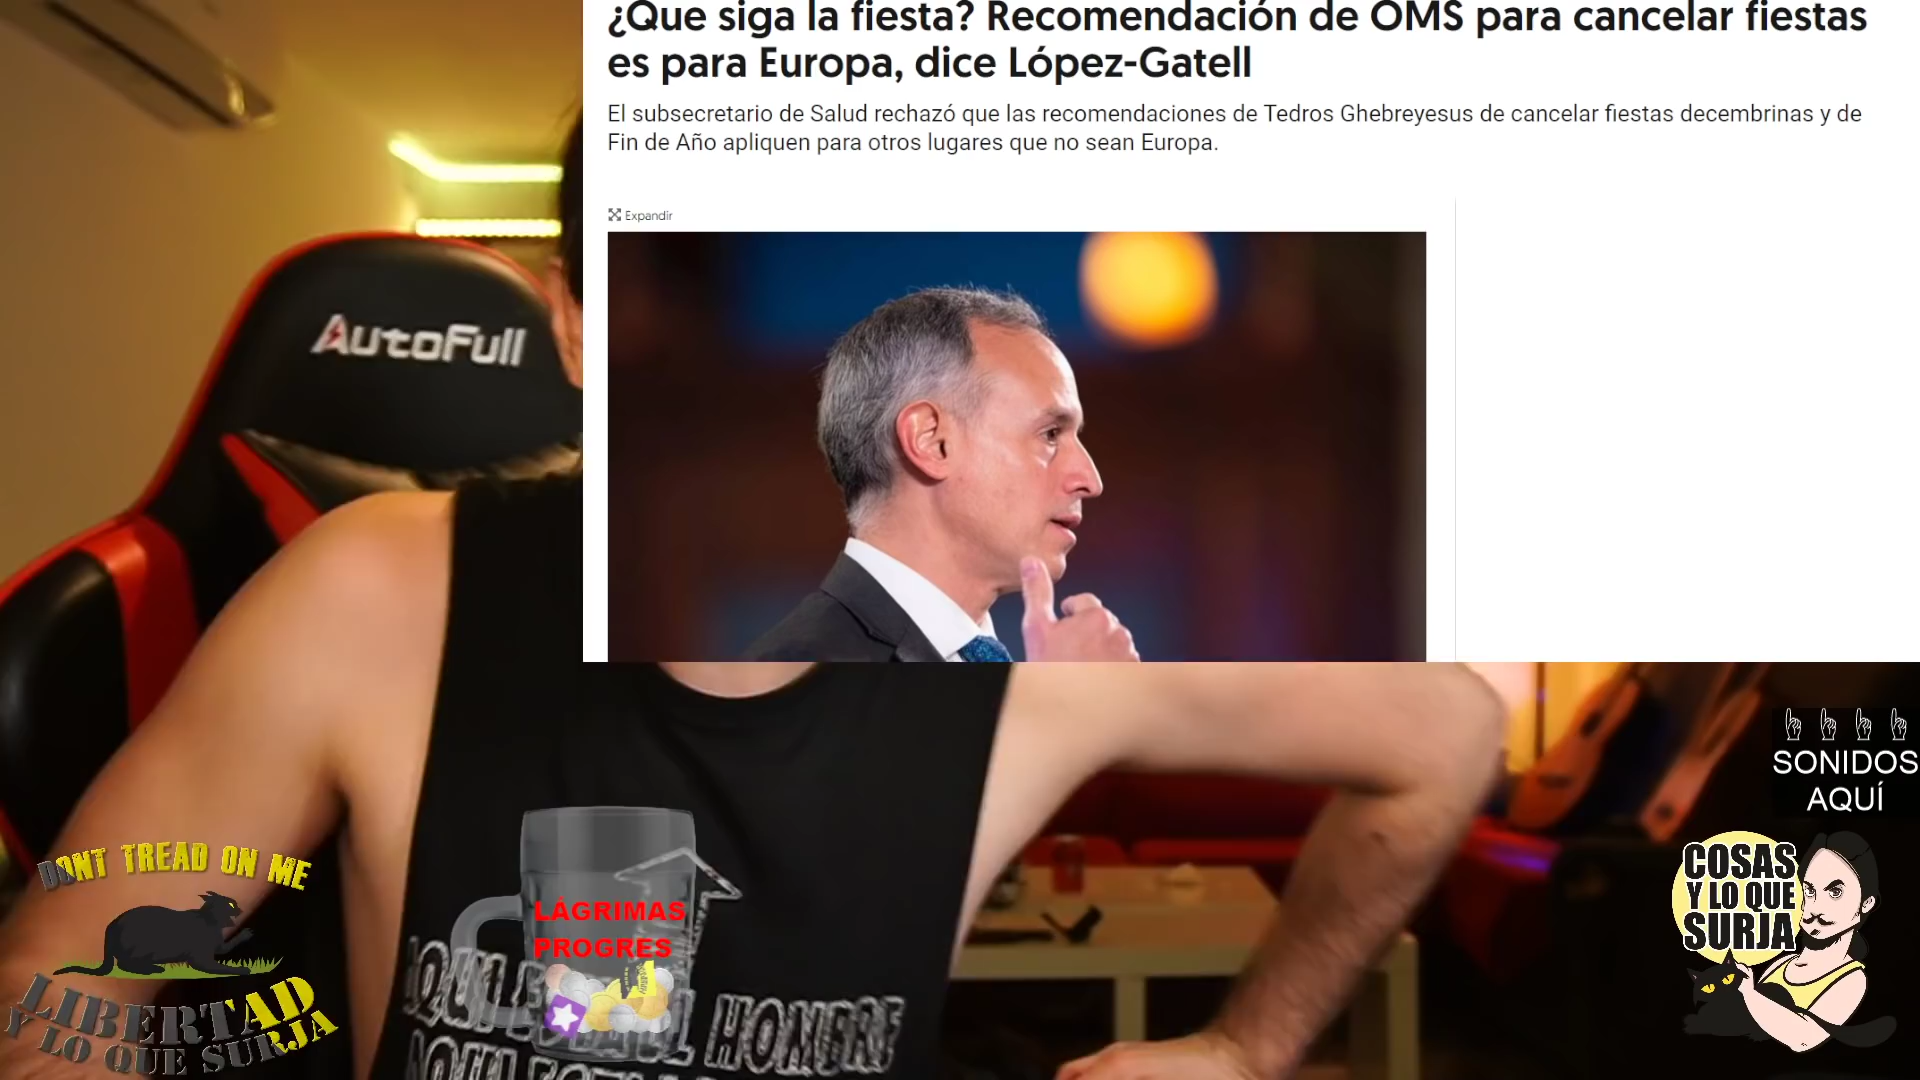 ¿Que siga la fiesta? Recomendación de OMS para cancelar fiestas
es para Europa, dice López-Gatell
El subsecretario de Salud rechazó que las recomendaciones de Tedros Ghebreyesus de cancelar fiestas decembrinas y de
Fin de Año apliquen para otros lugares que no sean Europa.
Expandir
AutoFull
SONIDOS
AQUÍ
DONT TREAD ON ME
LÁGRIMAS
PROGRES
COSAS
Y LO QUE
SURJA
LIBERTAD
Y LO QUE SURJA
HOMBRE